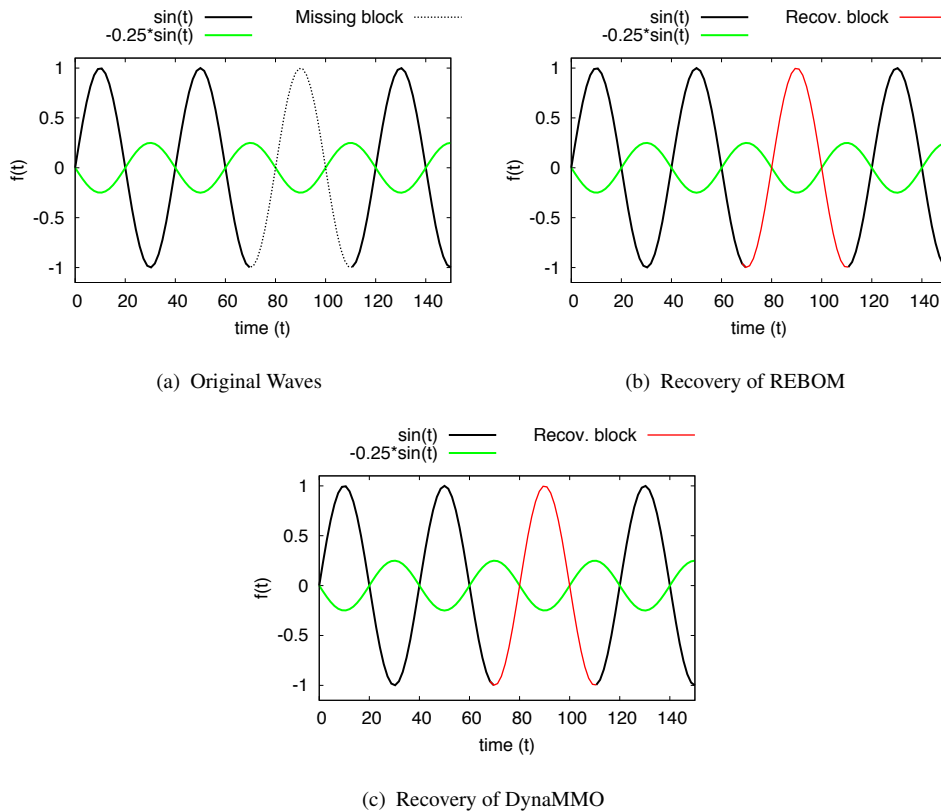 sin(t)
-0.25*sin(t)
Missing block
1
0.5
0
-0.5
-1
f(t)
0 20 40 60 80 100 120 140
time (t)
(a) Original Waves
sin(t)
-0.25*sin(t)
Recov. block
1
0.5
0
-0.5
-1
f(t)
0 20 40 60 80 100 120 140
time (t)
(b) Recovery of REBOM
sin(t)
-0.25*sin(t)
Recov. block
1
0.5
0
-0.5
-1
f(t)
0 20 40 60 80 100 120 140
time (t)
(c) Recovery of DynaMMO